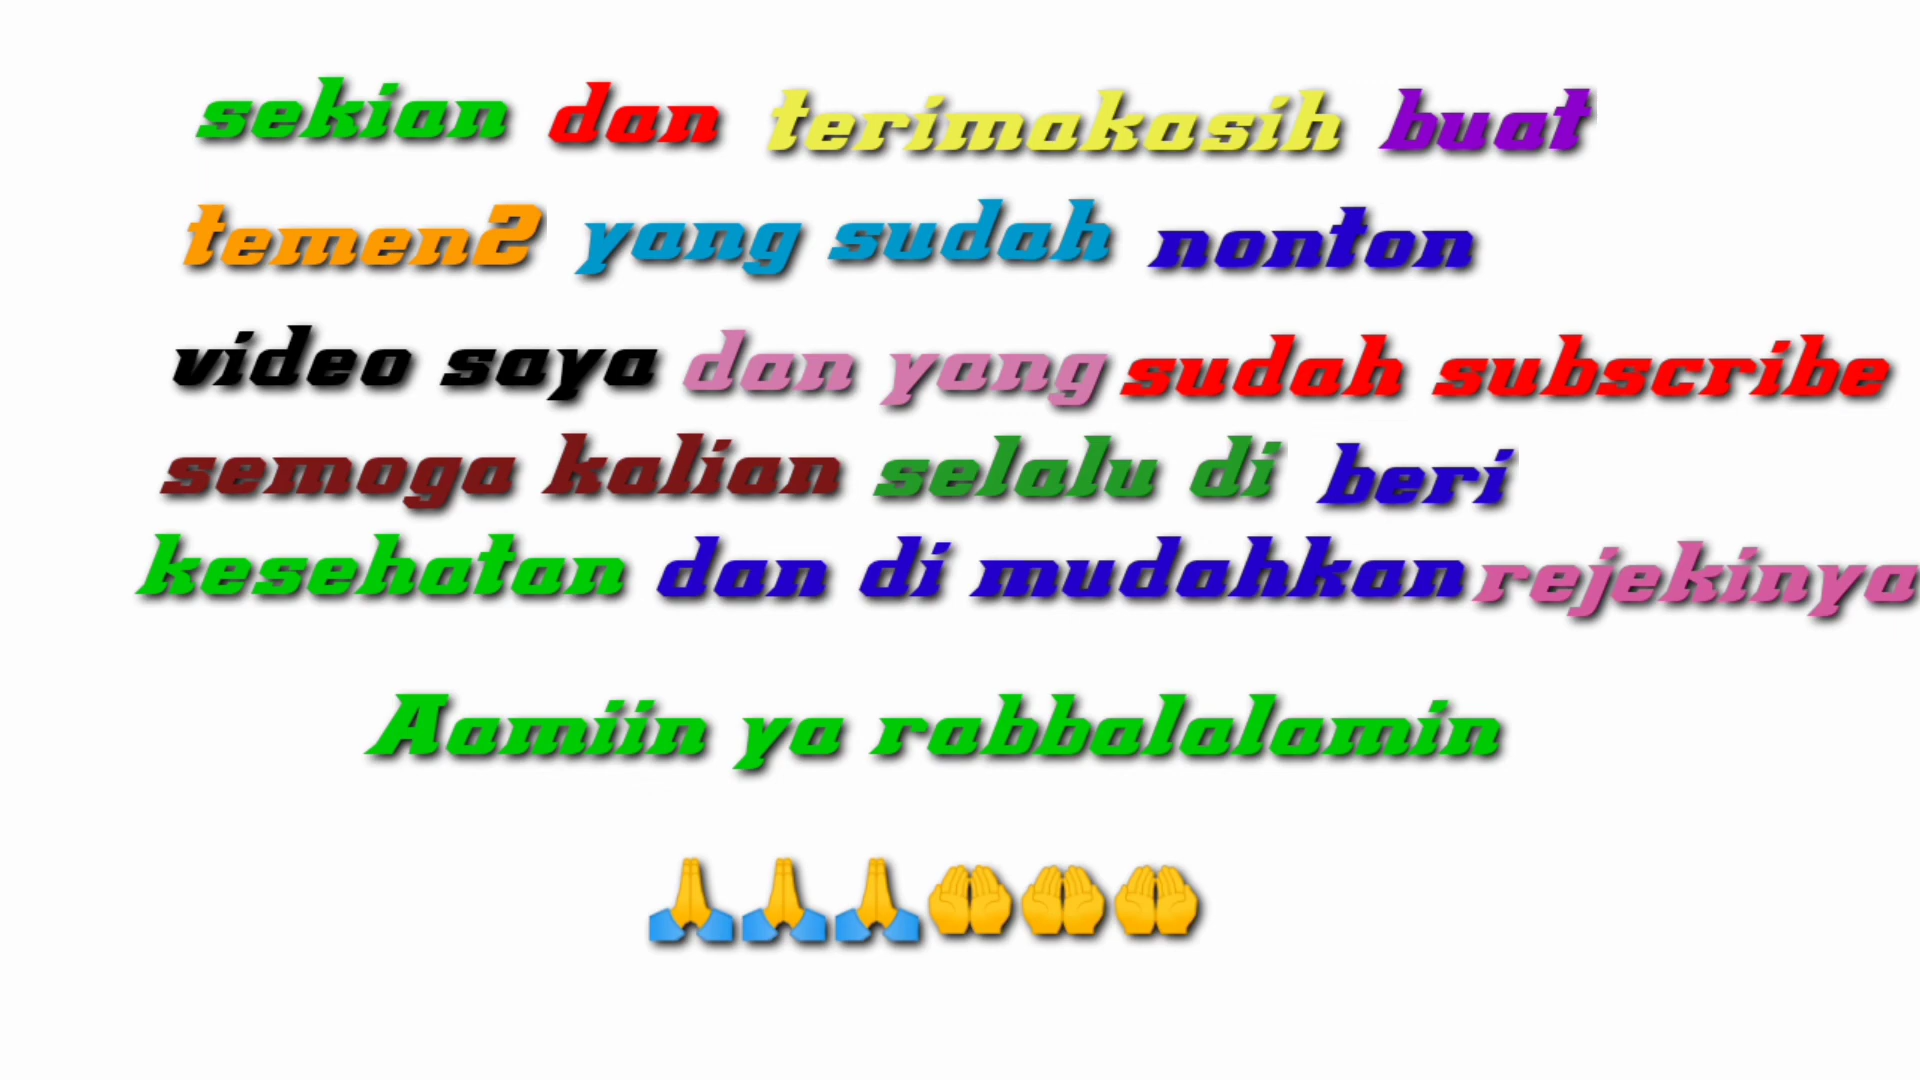 sekian dan terimakasih buat
temen2 yang sudah nonton
video saya dan yang sudah subscribe
semoga kalian selalu di beri
kesehatan dan di mudahkan rejekinya
Aamiin ya rabbalalamin
🙏🙏🙏🤲🤲🤲